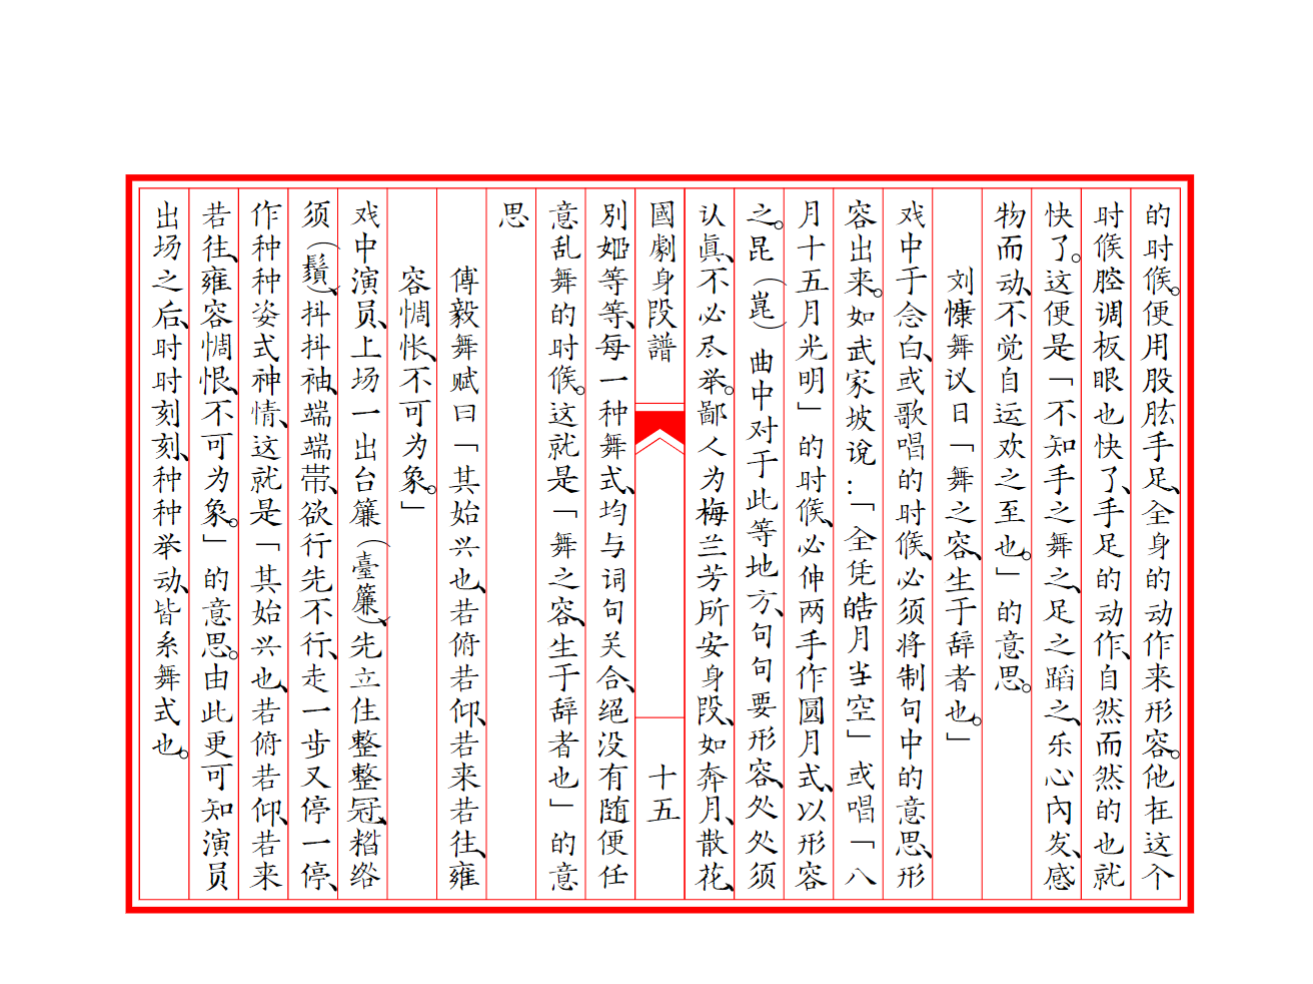 的时候。便用股肱手足、全身的动作来形容。他在这个
时候腔调板眼也快了、手足的动作、自然而然的也就
快了。这便是「不知手之舞之、足之蹈之、乐心內发、感
物而动、不觉自运欢之至也。」的意思。
刘慷舞议日「舞之容、生于辞者也。」
戏中于念白、或歌唱的时候、必须将制句中的意思、形
容出来。如武家坡说：「全凭皓月当空」或唱「八
月十五月光明」的时候、必伸两手作圆月式、以形容
之。昆（崑）曲中对于此等地方、句句要形容、处处须
认真、不必尽举。鄙人为梅兰芳所安身段、如奔月、散花、
國劇身段譜
十五
別姬等等、每一种舞式、均与词句关合、绝没有随便任
意乱舞的时候。这就是「舞之容、生于辞者也」的意
思
傅毅舞赋曰「其始兴也、若俯若仰、若来若往、雍
容惆怅、不可为象。」
戏中演员、上场一出台簾（臺簾）、先立住整整冠、糌绺
须（鬚）、抖抖袖、端端带、欲行先不行、走一步又停一停、
作种种姿式神情、这就是「其始兴也、若俯若仰、若来
若往、雍容惆恨、不可为象。」的意思。由此更可知演员
出场之后、时时刻刻、种种举动、皆系舞式也。